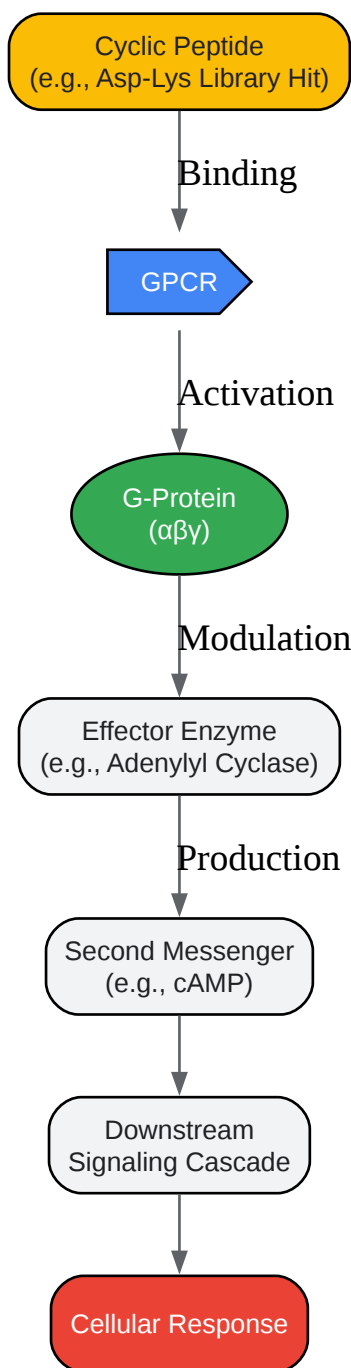 Cyclic Peptide
(e.g., Asp-Lys Library Hit)
Binding
GPCR
Activation
G-Protein
(αβγ)
Modulation
Effector Enzyme
(e.g., Adenylyl Cyclase)
Production
Second Messenger
(e.g., cAMP)
Downstream
Signaling Cascade
Cellular Response